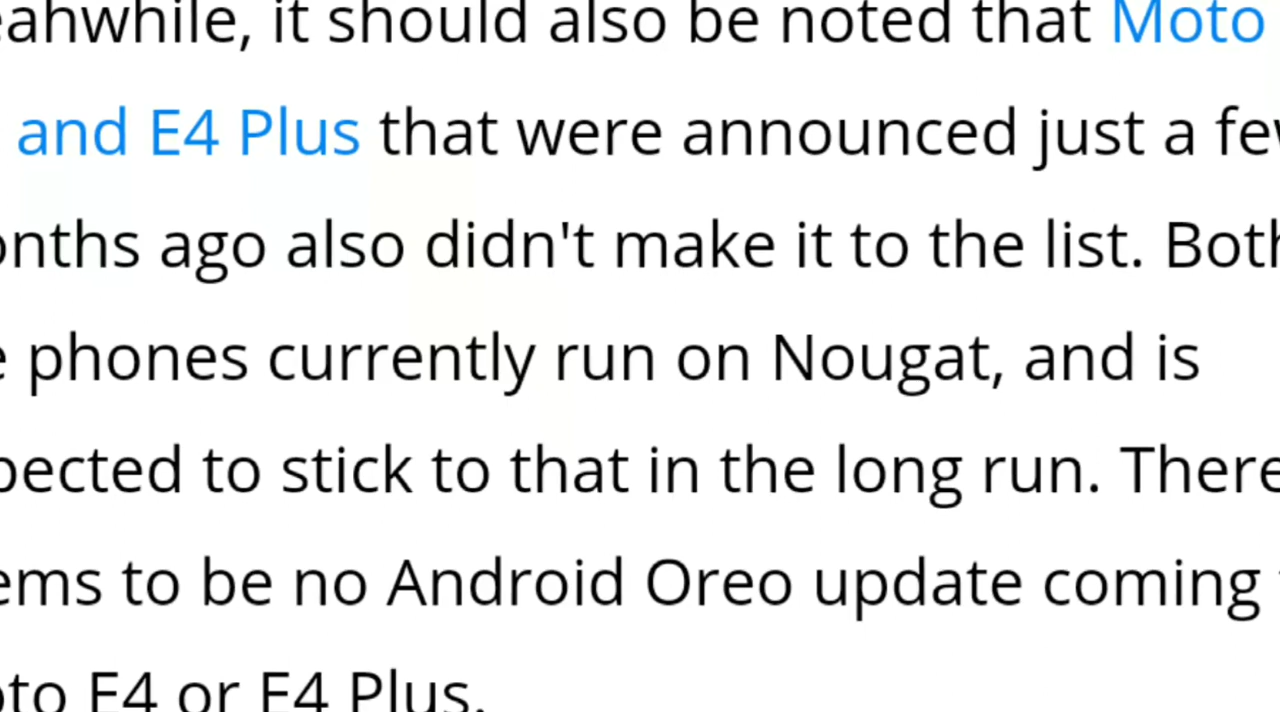 eahwhile, it should also be noted that Moto
and E4 Plus that were announced just a few
onths ago also didn't make it to the list. Both
e phones currently run on Nougat, and is
pected to stick to that in the long run. There
ems to be no Android Oreo update coming
oto E4 or E4 Plus.